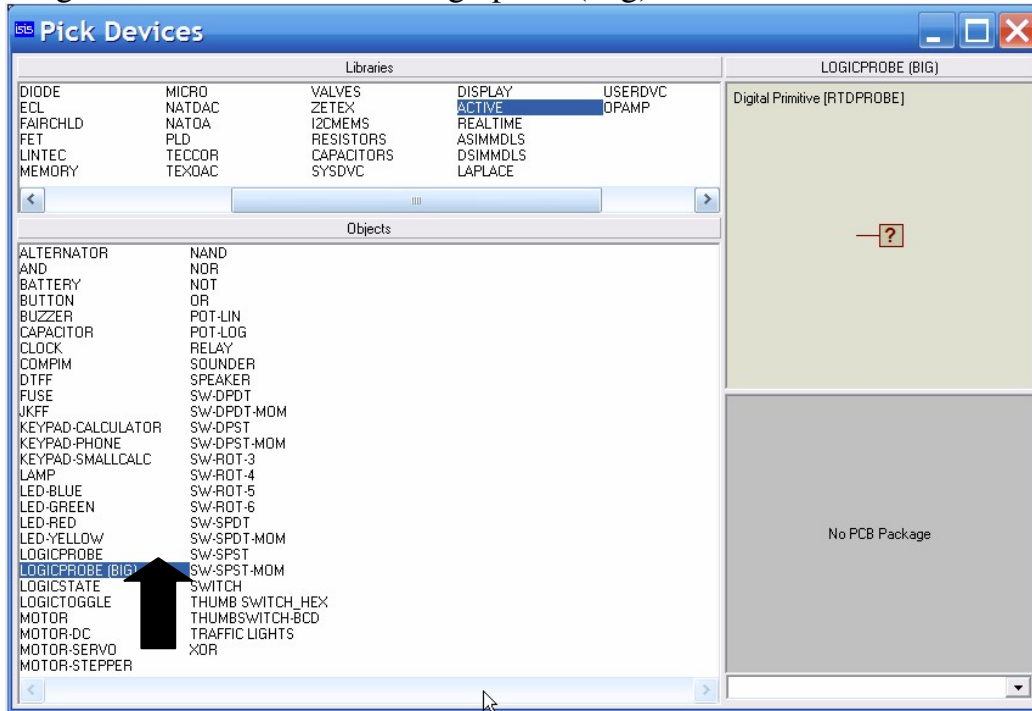 isis Pick Devices
Libraries
DIODE MICRO VALVES DISPLAY USERDVC
ECL NATDAC ZETEX ACTIVE OPAMP
FAIRCHLD NATOA I2CMEMS REALTIME
FET PLD RESISTORS ASIMMDLS
LINTEC TECCOR CAPACITORS DSIMMDLS
MEMORY TEXOAC SYSDVC LAPLACE
Objects
ALTERNATOR NAND
AND NOR
BATTERY NOT
BUTTON OR
BUZZER POT-LIN
CAPACITOR POT-LOG
CLOCK RELAY
COMPIM SOUNDER
DTFF SPEAKER
FUSE SW-DPDT
JKFF SW-DPDT-MOM
KEYPAD-CALCULATOR SW-DPST
KEYPAD-PHONE SW-DPST-MOM
KEYPAD-SMALLCALC SW-ROT-3
LAMP SW-ROT-4
LED-BLUE SW-ROT-5
LED-GREEN SW-ROT-6
LED-RED SW-SPDT
LED-YELLOW SW-SPDT-MOM
LOGICPROBE SW-SPST
LOGICPROBE (BIG) SW-SPST-MOM
LOGICSTATE SWITCH
LOGICTOGGLE THUMB SWITCH_HEX
MOTOR THUMBSWITCH-BCD
MOTOR-DC TRAFFIC LIGHTS
MOTOR-SERVO XOR
MOTOR-STEPPER
LOGICPROBE (BIG)
Digital Primitive [RTDPROBE]
?
No PCB Package